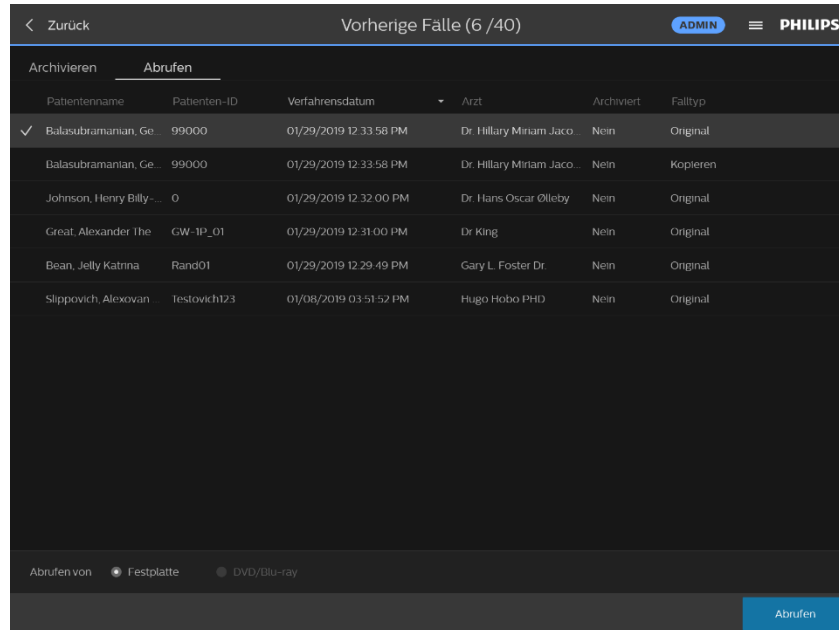 Zurück Vorherige Fälle (6 /40) ADMIN PHILIPS
Archivieren Abrufen
Patientenname Patienten-ID Verfahrensdatum Arzt Archiviert Falltyp
Balasubramanian, Ge... 99000 01/29/2019 12:33:58 PM Dr. Hillary Miriam Jaco... Nein Original
Balasubramanian, Ge... 99000 01/29/2019 12:33:58 PM Dr. Hillary Miriam Jaco... Nein Kopieren
Johnson, Henry Billy-... 0 01/29/2019 12:32:00 PM Dr. Hans Oscar Ølleby Nein Original
Great, Alexander The GW-1P_01 01/29/2019 12:31:00 PM Dr King Nein Original
Bean, Jelly Katrina Rand01 01/29/2019 12:29:49 PM Gary L. Foster Dr. Nein Original
Slippovich, Alexovan ... Testovich123 01/08/2019 03:51:52 PM Hugo Hobo PHD Nein Original
Abrufen von Festplatte DVD/Blu-ray
Abrufen